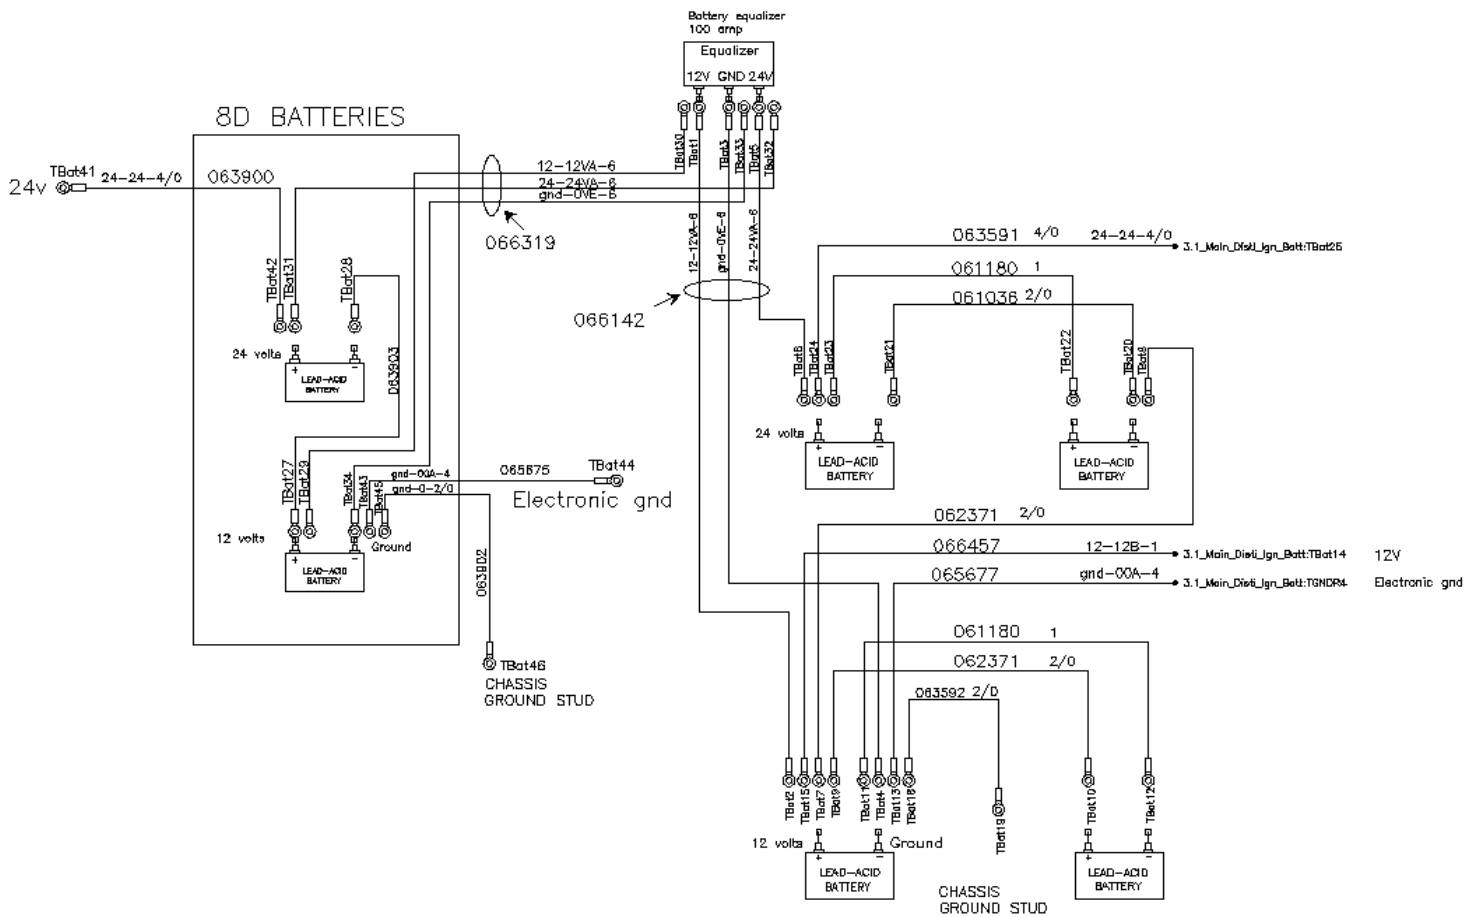 Battery equalizer
100 amp
Equalizer
12V GND 24V
8D BATTERIES
TBat30
TBat1
TBat3
TBat33
TBat5
TBat32
24v
TBat41
24-24-4/0
063900
12-12VA-6
24-24VA-6
gnd-0VE-6
066319
12-12VA-6
gnd-0VE-6
24-24VA-6
066142
TBat42
TBat31
TBat28
24 volts
+
-
LEAD-ACID
BATTERY
063903
063591 4/0 24-24-4/0
3.1_Main_Disti_Ign_Batt:TBat25
061180 1
061036 2/0
TBat6
TBat24
TBat23
TBat21
TBat22
TBat20
TBat8
24 volts
+
-
LEAD-ACID
BATTERY
+
-
LEAD-ACID
BATTERY
TBat27
TBat29
TBat34
TBat43
TBat45
gnd-00A-4
gnd-0-2/0
065675
TBat44
Electronic gnd
12 volts
Ground
+
-
LEAD-ACID
BATTERY
063902
TBat46
CHASSIS
GROUND STUD
062371 2/0
066457 12-12B-1
3.1_Main_Disti_Ign_Batt:TBat14 12V
065677 gnd-00A-4
3.1_Main_Disti_Ign_Batt:TGNDR4 Electronic gnd
061180 1
062371 2/0
063592 2/0
TBat2
TBat15
TBat7
TBat9
TBat11
TBat4
TBat13
TBat18
TBat19
TBat10
TBat12
12 volts
Ground
+
-
LEAD-ACID
BATTERY
+
-
LEAD-ACID
BATTERY
CHASSIS
GROUND STUD